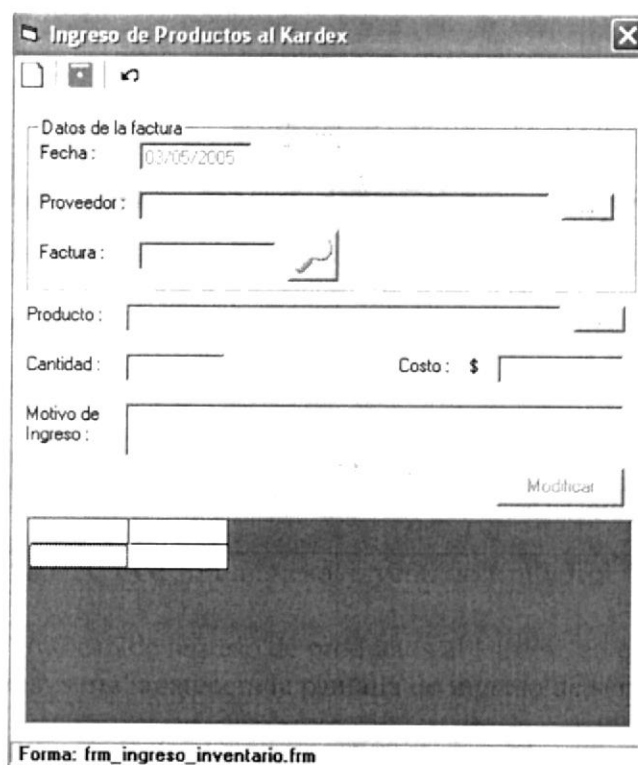 Ingreso de Productos al Kardex
Datos de la factura
Fecha : 03/05/2005
Proveedor : ...
Factura :
Producto : ...
Cantidad : Costo : $
Motivo de
Ingreso :
Modificar
Forma: frm_ingreso_inventario.frm